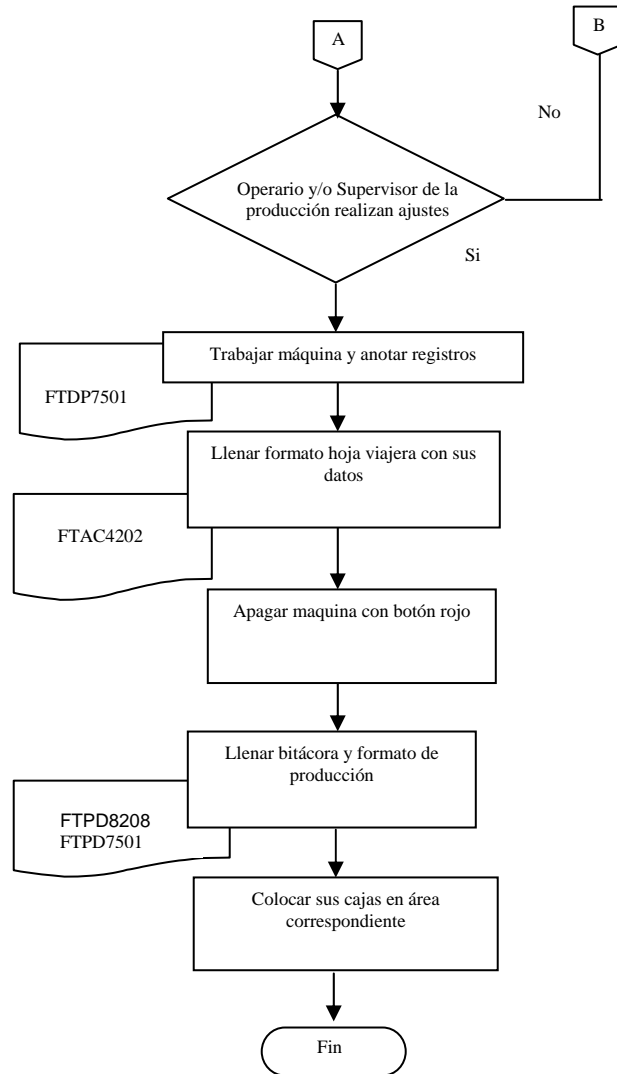 A
B
No
Operario y/o Supervisor de la
producción realizan ajustes
Si
Trabajar máquina y anotar registros
FTDP7501
Llenar formato hoja viajera con sus
datos
FTAC4202
Apagar maquina con botón rojo
Llenar bitácora y formato de
producción
FTPD8208
FTPD7501
Colocar sus cajas en área
correspondiente
Fin